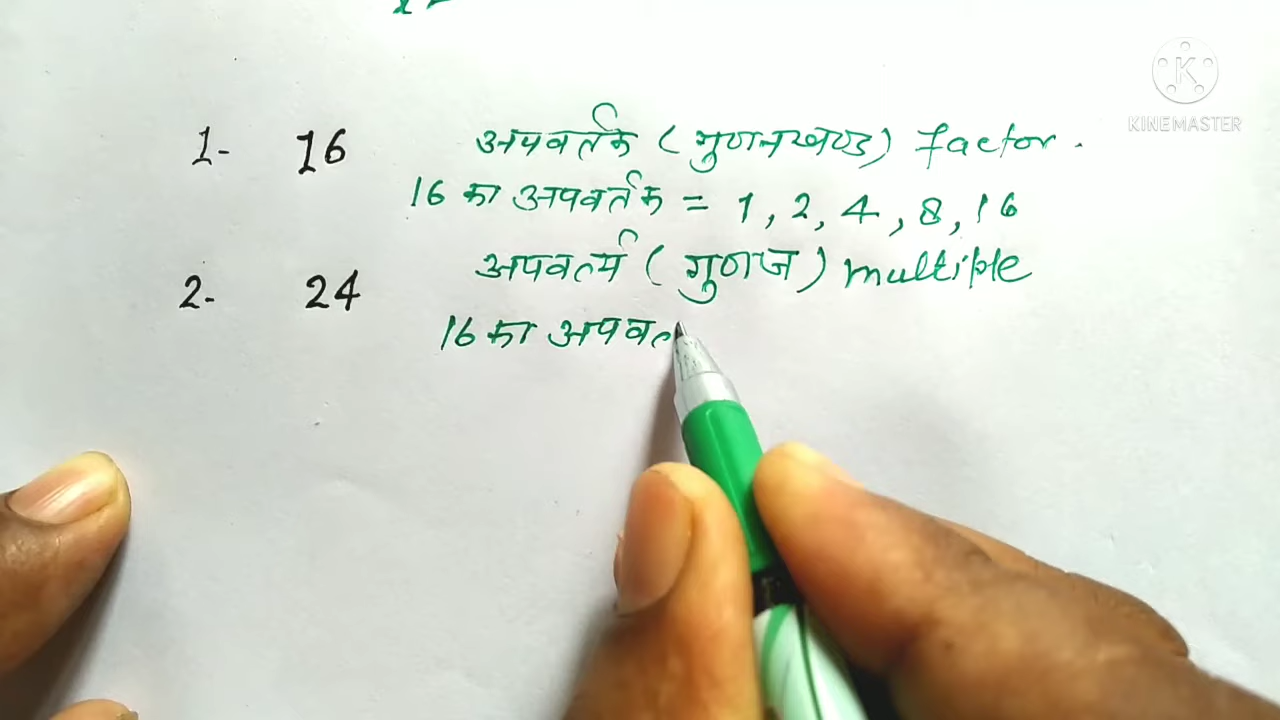 1- 16 अपवर्तक (गुणनखण्ड) factor.
16 का अपवर्तक = 1, 2, 4, 8, 16
2- 24 अपवर्त्य (गुणज) multiple
16 का अपवत
KINEMASTER